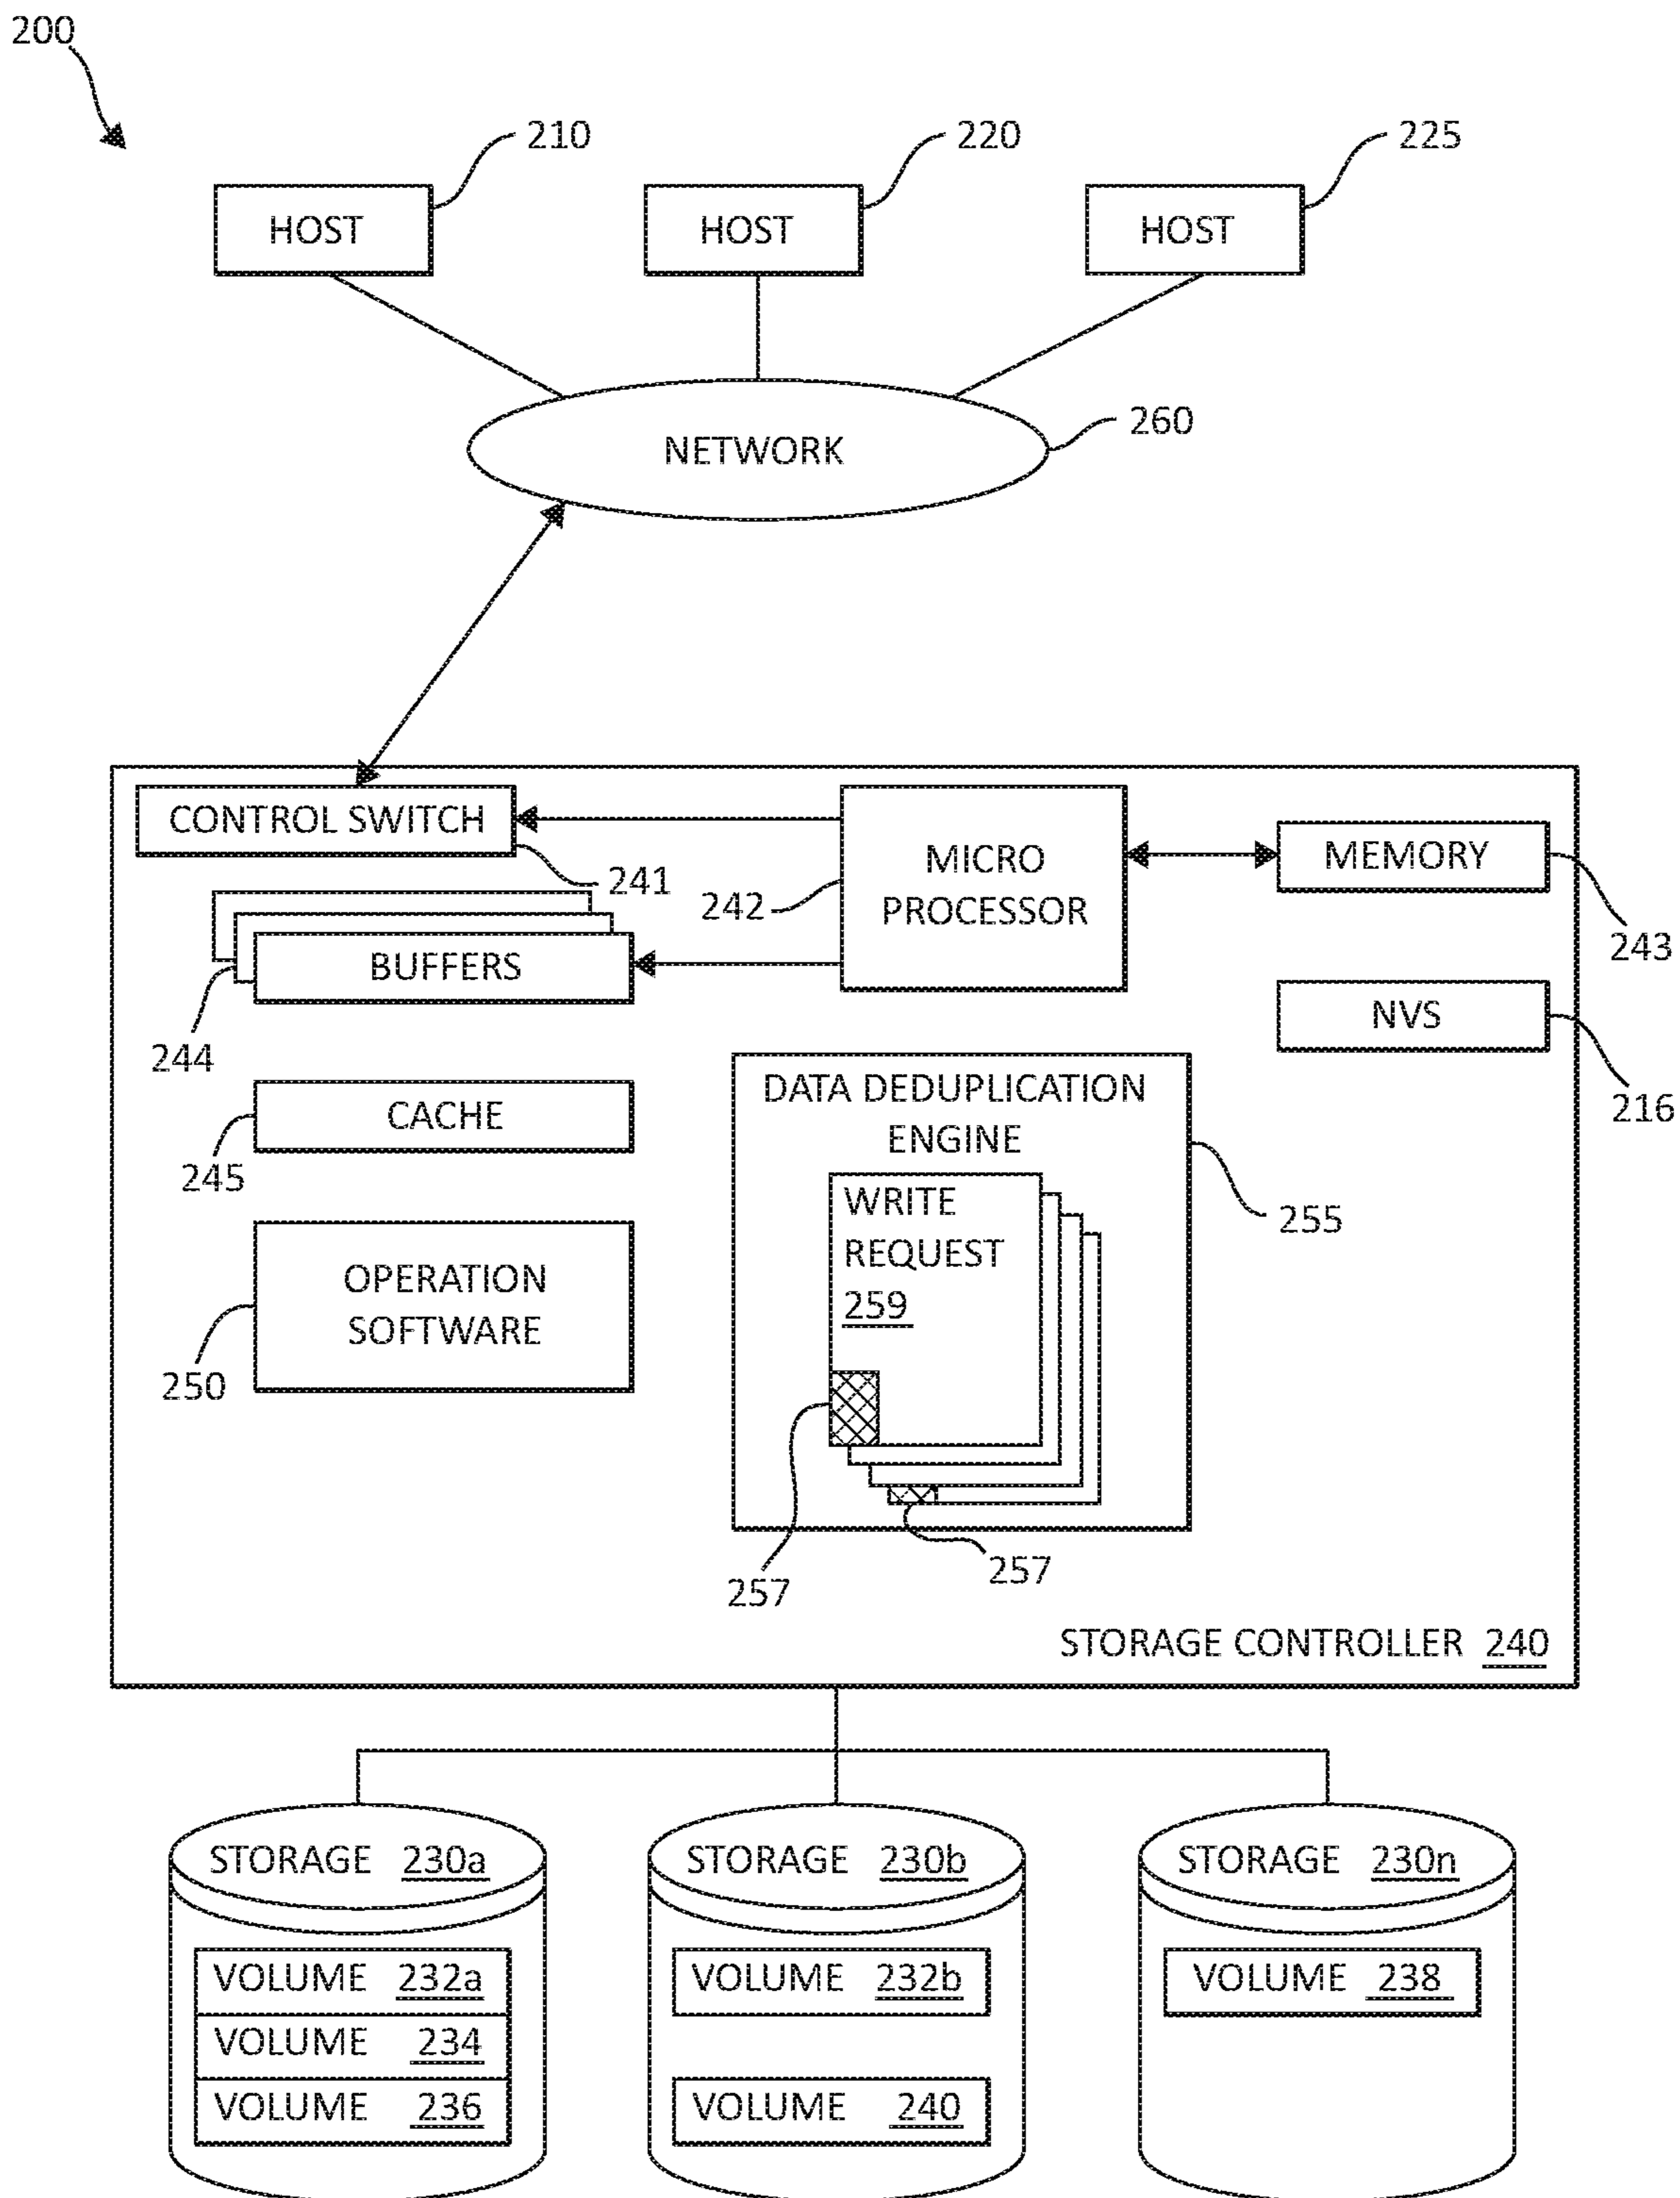 200
210
220
225
HOST
HOST
HOST
260
NETWORK
CONTROL SWITCH
241
MICRO
PROCESSOR
242
MEMORY
243
BUFFERS
244
NVS
216
CACHE
245
DATA DEDUPLICATION
ENGINE
255
WRITE
REQUEST
259
OPERATION
SOFTWARE
250
257
257
STORAGE CONTROLLER 240
STORAGE 230a
STORAGE 230b
STORAGE 230n
VOLUME 232a
VOLUME 234
VOLUME 236
VOLUME 232b
VOLUME 240
VOLUME 238